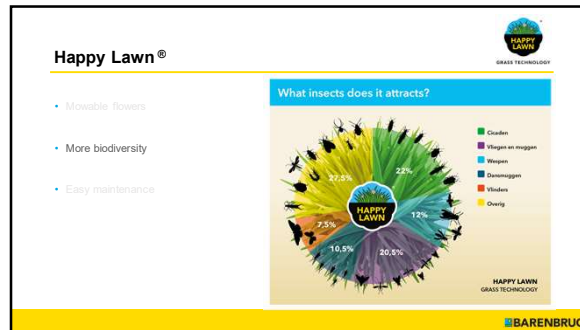 Happy Lawn®
HAPPY
LAWN
GRASS TECHNOLOGY
• Mowable flowers
• More biodiversity
• Easy maintenance
What insects does it attracts?
22%
12%
20,5%
10,5%
7,5%
27,5%
HAPPY
LAWN
Cicaden
Vliegen en muggen
Wespen
Dansmuggen
Vlinders
Overig
HAPPY LAWN
GRASS TECHNOLOGY
BARENBRUG